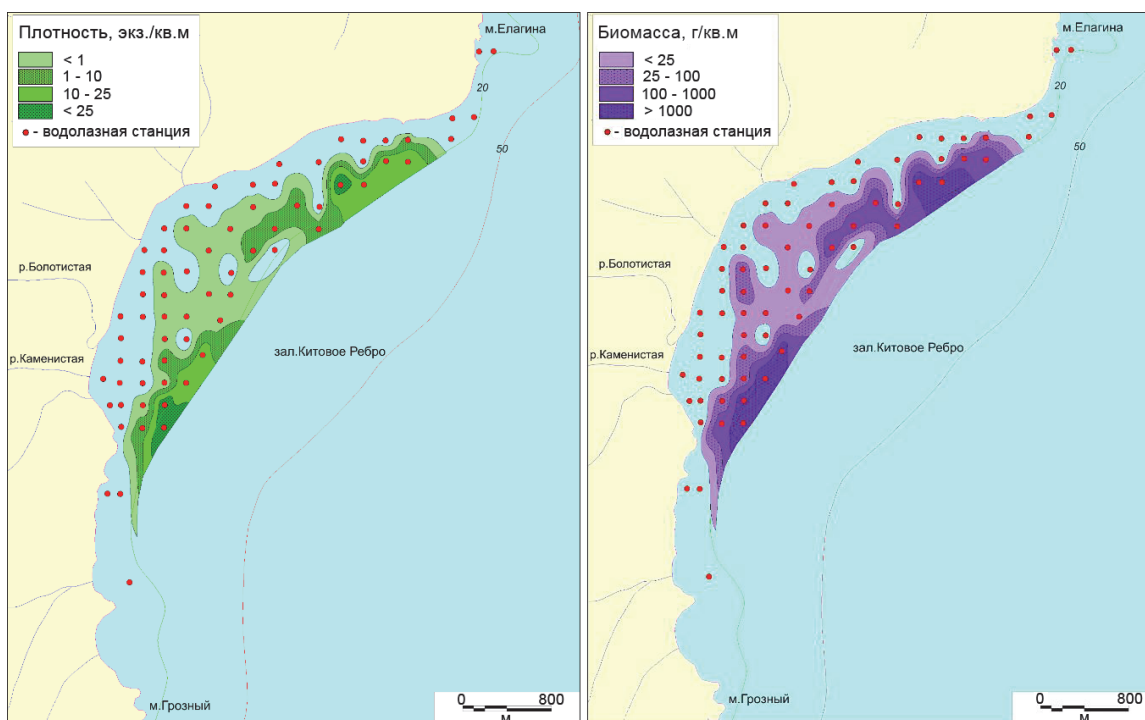 Плотность, экз./кв.м
< 1
1 - 10
10 - 25
< 25
- водолазная станция
м.Елагина
20
50
р.Болотистая
р.Каменистая
зал.Китовое Ребро
м.Грозный
0 800
м
Биомасса, г/кв.м
< 25
25 - 100
100 - 1000
> 1000
- водолазная станция
м.Елагина
20
50
р.Болотистая
р.Каменистая
зал.Китовое Ребро
м.Грозный
0 800
м